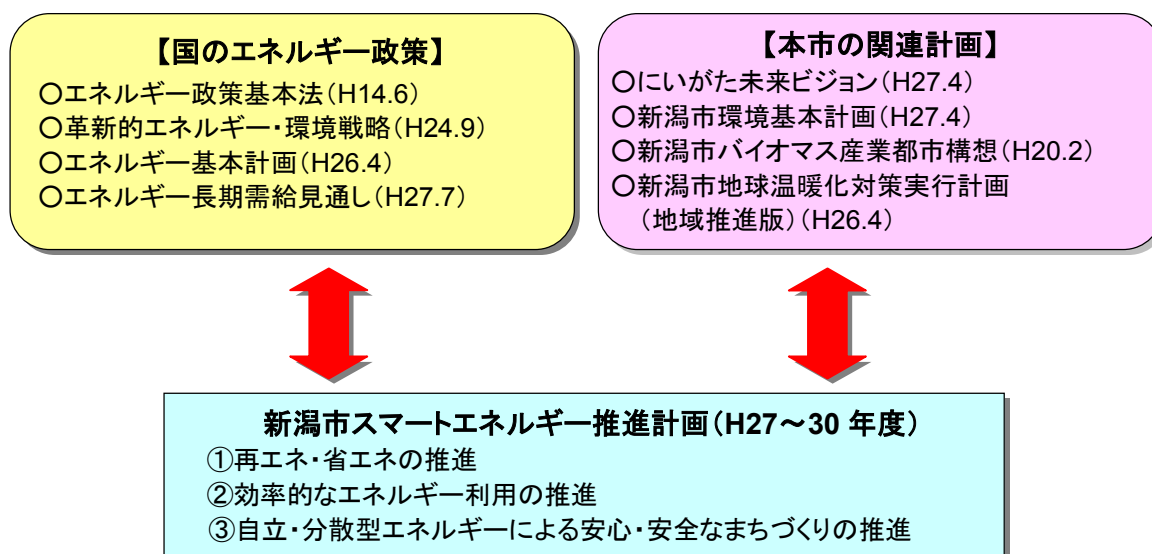 【国のエネルギー政策】
○エネルギー政策基本法(H14.6)
○革新的エネルギー・環境戦略(H24.9)
○エネルギー基本計画(H26.4)
○エネルギー長期需給見通し(H27.7)
【本市の関連計画】
○にいがた未来ビジョン(H27.4)
○新潟市環境基本計画(H27.4)
○新潟市バイオマス産業都市構想(H20.2)
○新潟市地球温暖化対策実行計画
(地域推進版)(H26.4)
新潟市スマートエネルギー推進計画(H27～30 年度)
①再エネ・省エネの推進
②効率的なエネルギー利用の推進
③自立・分散型エネルギーによる安心・安全なまちづくりの推進